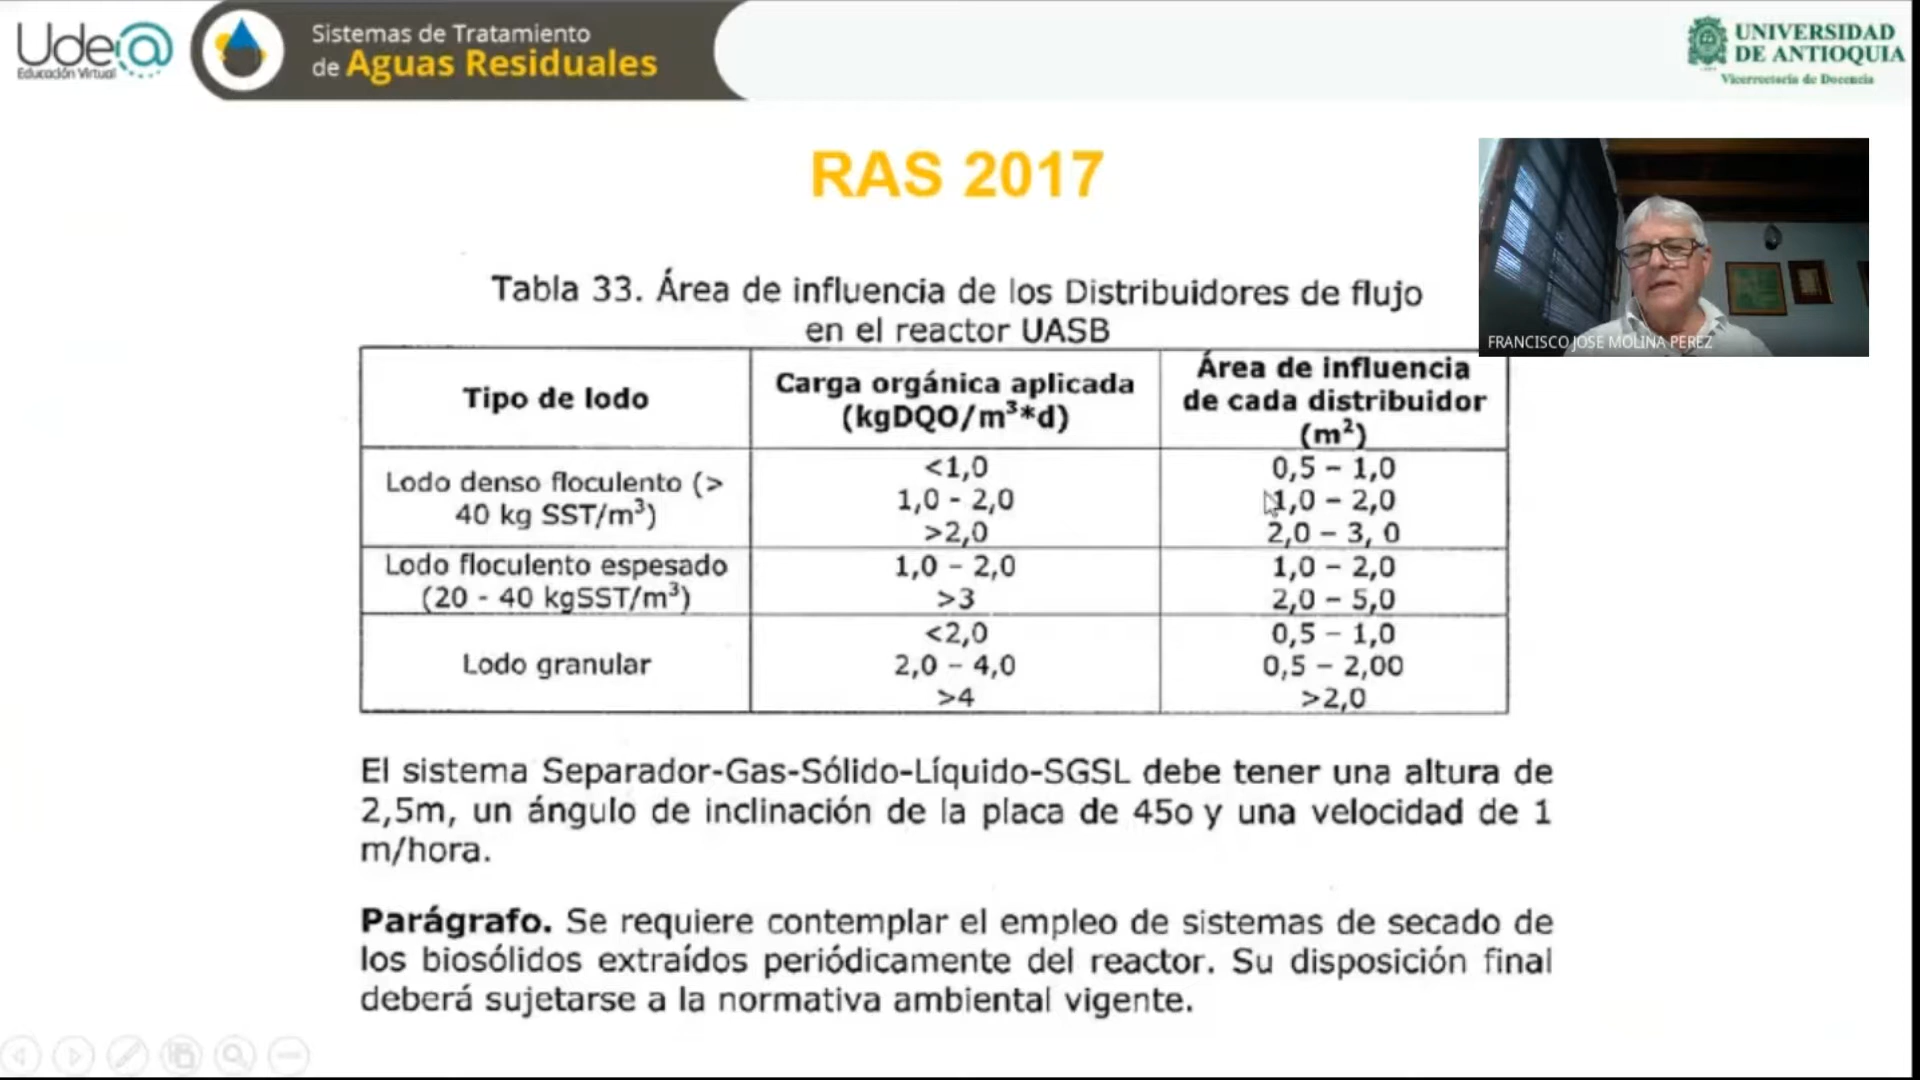 Ude@
Educación Virtual
Sistemas de Tratamiento
de Aguas Residuales
UNIVERSIDAD
DE ANTIOQUIA
Vicerrectoría de Docencia
RAS 2017
FRANCISCO JOSE MOLINA PEREZ
Tabla 33. Área de influencia de los Distribuidores de flujo
en el reactor UASB
Tipo de lodo
Carga orgánica aplicada
(kgDQO/m³*d)
Área de influencia
de cada distribuidor
(m²)
Lodo denso floculento (>
40 kg SST/m³)
<1,0
1,0 - 2,0
>2,0
0,5 – 1,0
1,0 – 2,0
2,0 – 3, 0
Lodo floculento espesado
(20 - 40 kgSST/m³)
1,0 – 2,0
>3
1,0 – 2,0
2,0 – 5,0
Lodo granular
<2,0
2,0 – 4,0
>4
0,5 – 1,0
0,5 – 2,00
>2,0
El sistema Separador-Gas-Sólido-Líquido-SGSL debe tener una altura de
2,5m, un ángulo de inclinación de la placa de 45o y una velocidad de 1
m/hora.
Parágrafo. Se requiere contemplar el empleo de sistemas de secado de
los biosólidos extraídos periódicamente del reactor. Su disposición final
deberá sujetarse a la normativa ambiental vigente.